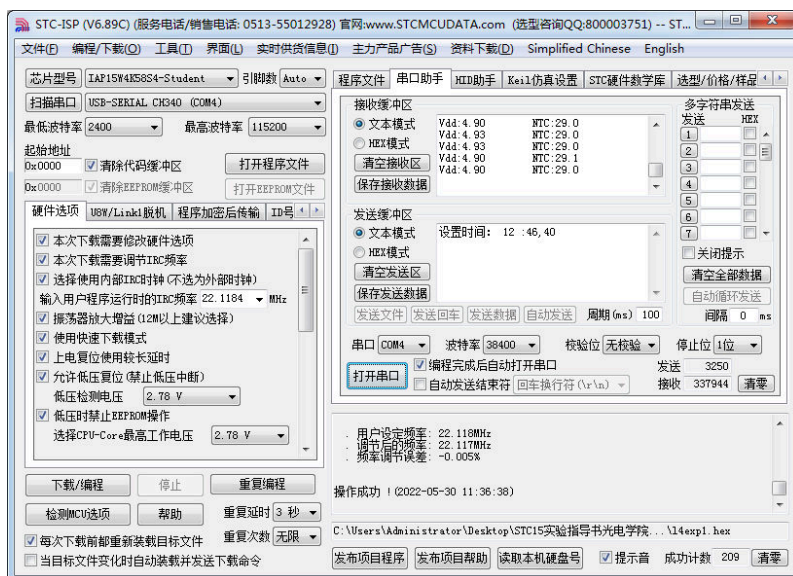 STC-ISP (V6.89C) (服务电话/销售电话: 0513-55012928) 官网:www.STCMCUDATA.com (选型咨询QQ:800003751) -- ST...
文件(F) 编程/下载(O) 工具(T) 界面(L) 实时供货信息(I) 主力产品广告(S) 资料下载(D) Simplified Chinese English
芯片型号 IAP15W4K58S4-Student 引脚数 Auto
扫描串口 USB-SERIAL CH340 (COM4)
最低波特率 2400 最高波特率 115200
起始地址
0x0000 清除代码缓冲区 打开程序文件
0x0000 清除EEPROM缓冲区 打开EEPROM文件
硬件选项 U8W/Link1脱机 程序加密后传输 ID号
本次下载需要修改硬件选项
本次下载需要调节IRC频率
选择使用内部IRC时钟(不选为外部时钟)
输入用户程序运行时的IRC频率 22.1184 MHz
振荡器放大增益(12M以上建议选择)
使用快速下载模式
上电复位使用较长延时
允许低压复位(禁止低压中断)
低压检测电压 2.78 V
低压时禁止EEPROM操作
选择CPU-Core最高工作电压 2.78 V
下载/编程 停止 重复编程
检测MCU选项 帮助 重复延时 3 秒
每次下载前都重新装载目标文件 重复次数 无限
当目标文件变化时自动装载并发送下载命令
程序文件 串口助手 HID助手 Keil仿真设置 STC硬件数学库 选型/价格/样品
接收缓冲区
文本模式
HEX模式
清空接收区
保存接收数据
Vdd:4.90 NTC:29.0
Vdd:4.93 NTC:29.0
Vdd:4.93 NTC:29.0
Vdd:4.90 NTC:29.1
Vdd:4.90 NTC:29.0
发送缓冲区
文本模式
HEX模式
清空发送区
保存发送数据
设置时间: 12 :46,40
发送文件 发送回车 发送数据 自动发送 周期(ms) 100
多字符串发送
发送 HEX
1
2
3
4
5
6
7
关闭提示
清空全部数据
自动循环发送
间隔 0 ms
串口 COM4 波特率 38400 校验位 无校验 停止位 1位
打开串口 编程完成后自动打开串口 发送 3250
自动发送结束符 回车换行符(\r\n) 接收 337944 清零
. 用户设定频率: 22.118MHz
. 调节后的频率: 22.117MHz
. 频率调节误差: -0.005%
操作成功 !(2022-05-30 11:36:38)
C:\Users\Administrator\Desktop\STC15实验指导书光电学院...\14exp1.hex
发布项目程序 发布项目帮助 读取本机硬盘号 提示音 成功计数 209 清零